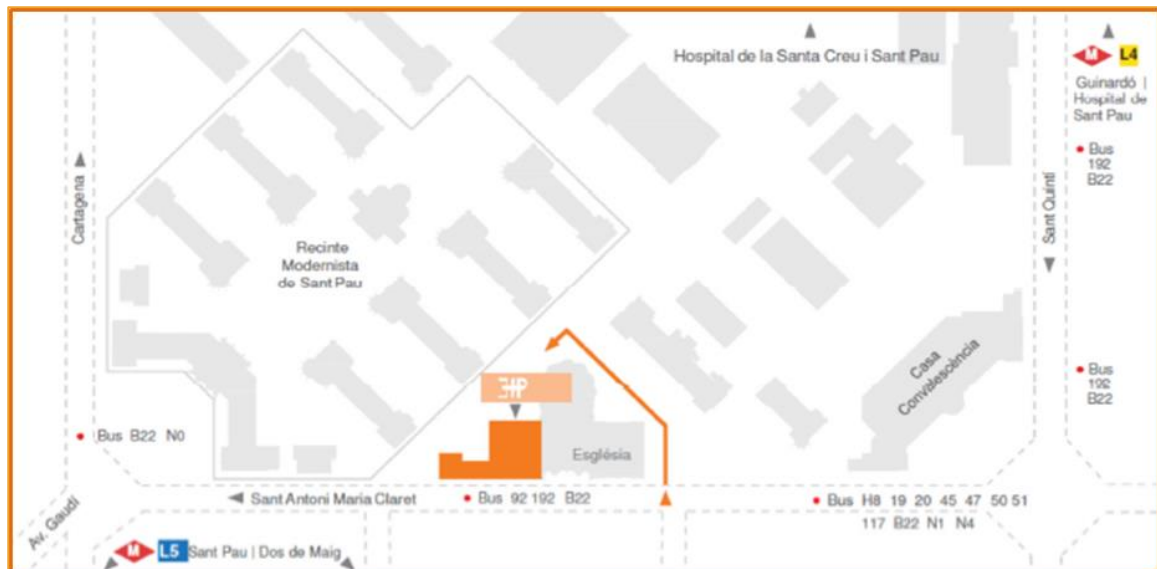 Hospital de la Santa Creu i Sant Pau
M L4
Guinardó |
Hospital de
Sant Pau
Bus
192
B22
Cartagena
Sant Quintí
Recinte
Modernista
de Sant Pau
Bus
192
B22
Casa
Convalescència
Bus B22 N0
Església
Sant Antoni Maria Claret
Bus 92 192 B22
Bus H8 19 20 45 47 50 51
117 B22 N1 N4
Av. Gaudí
M L5 Sant Pau | Dos de Maig